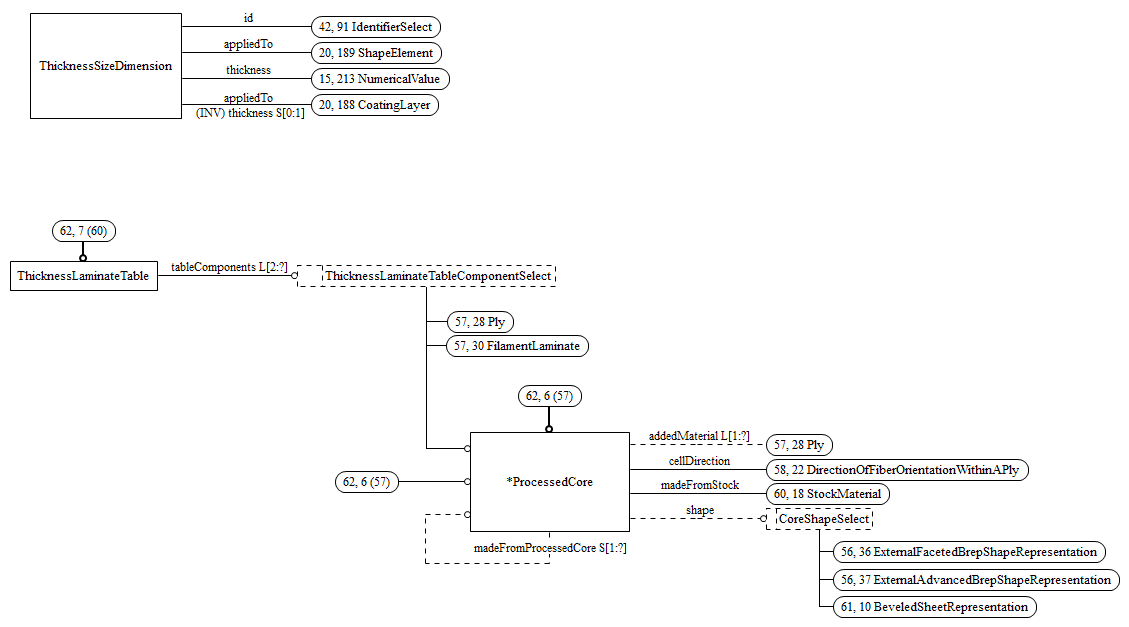 id
42, 91 IdentifierSelect
appliedTo
20, 189 ShapeElement
ThicknessSizeDimension
thickness
15, 213 NumericalValue
appliedTo
20, 188 CoatingLayer
(INV) thickness S[0:1]
62, 7 (60)
ThicknessLaminateTable
tableComponents L[2:?]
ThicknessLaminateTableComponentSelect
57, 28 Ply
57, 30 FilamentLaminate
62, 6 (57)
addedMaterial L[1:?]
57, 28 Ply
cellDirection
58, 22 DirectionOfFiberOrientationWithinAPly
62, 6 (57)
*ProcessedCore
madeFromStock
60, 18 StockMaterial
shape
CoreShapeSelect
madeFromProcessedCore S[1:?]
56, 36 ExternalFacetedBrepShapeRepresentation
56, 37 ExternalAdvancedBrepShapeRepresentation
61, 10 BeveledSheetRepresentation